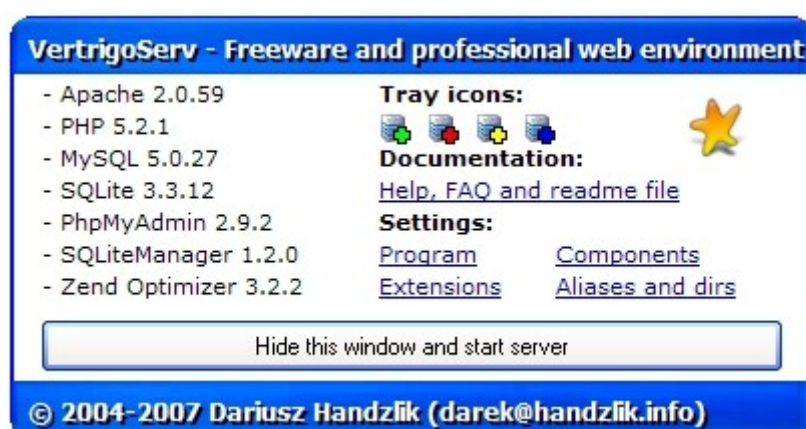 VertrigoServ - Freeware and professional web environment
- Apache 2.0.59
- PHP 5.2.1
- MySQL 5.0.27
- SQLite 3.3.12
- PhpMyAdmin 2.9.2
- SQLiteManager 1.2.0
- Zend Optimizer 3.2.2
Tray icons:
Documentation:
Help, FAQ and readme file
Settings:
Program Components
Extensions Aliases and dirs
Hide this window and start server
© 2004-2007 Dariusz Handzlik (darek@handzlik.info)